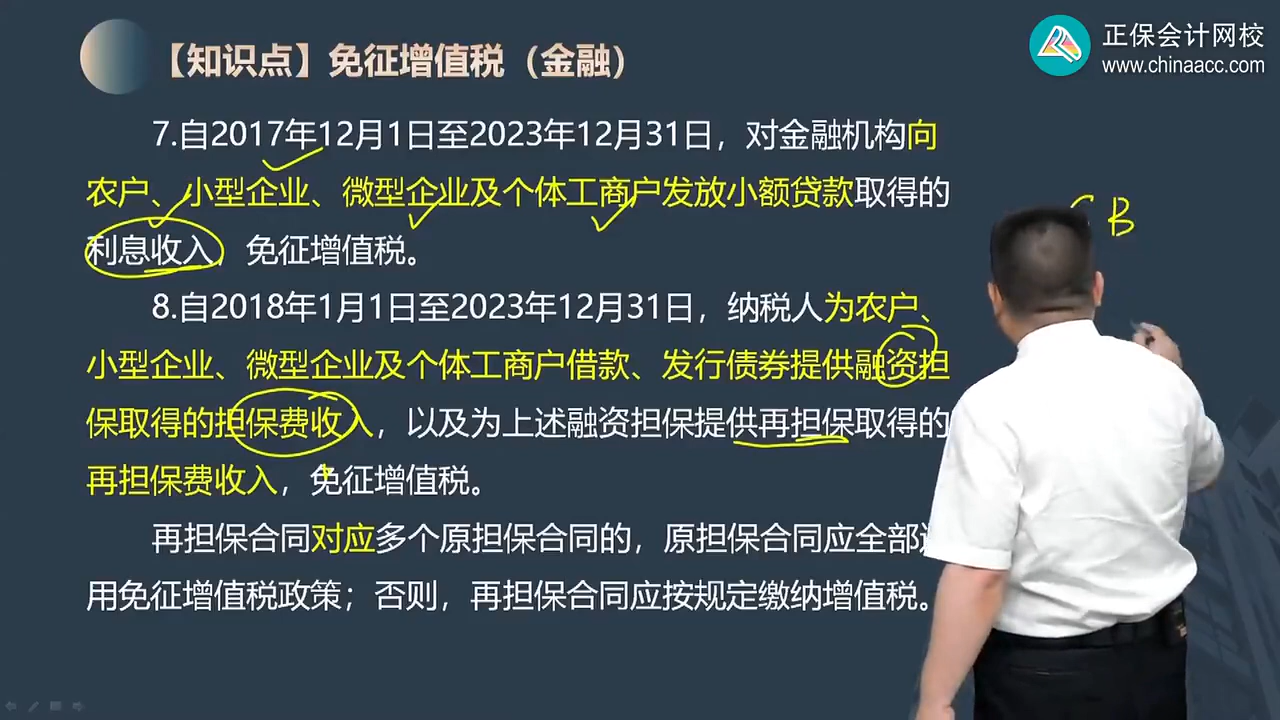 正保会计网校
www.chinaacc.com
【知识点】免征增值税（金融）
7.自2017年12月1日至2023年12月31日，对金融机构向
农户、小型企业、微型企业及个体工商户发放小额贷款取得的
利息收入，免征增值税。
8.自2018年1月1日至2023年12月31日，纳税人为农户、
小型企业、微型企业及个体工商户借款、发行债券提供融资担
保取得的担保费收入，以及为上述融资担保提供再担保取得的
再担保费收入，免征增值税。
再担保合同对应多个原担保合同的，原担保合同应全部
用免征增值税政策；否则，再担保合同应按规定缴纳增值税。
B